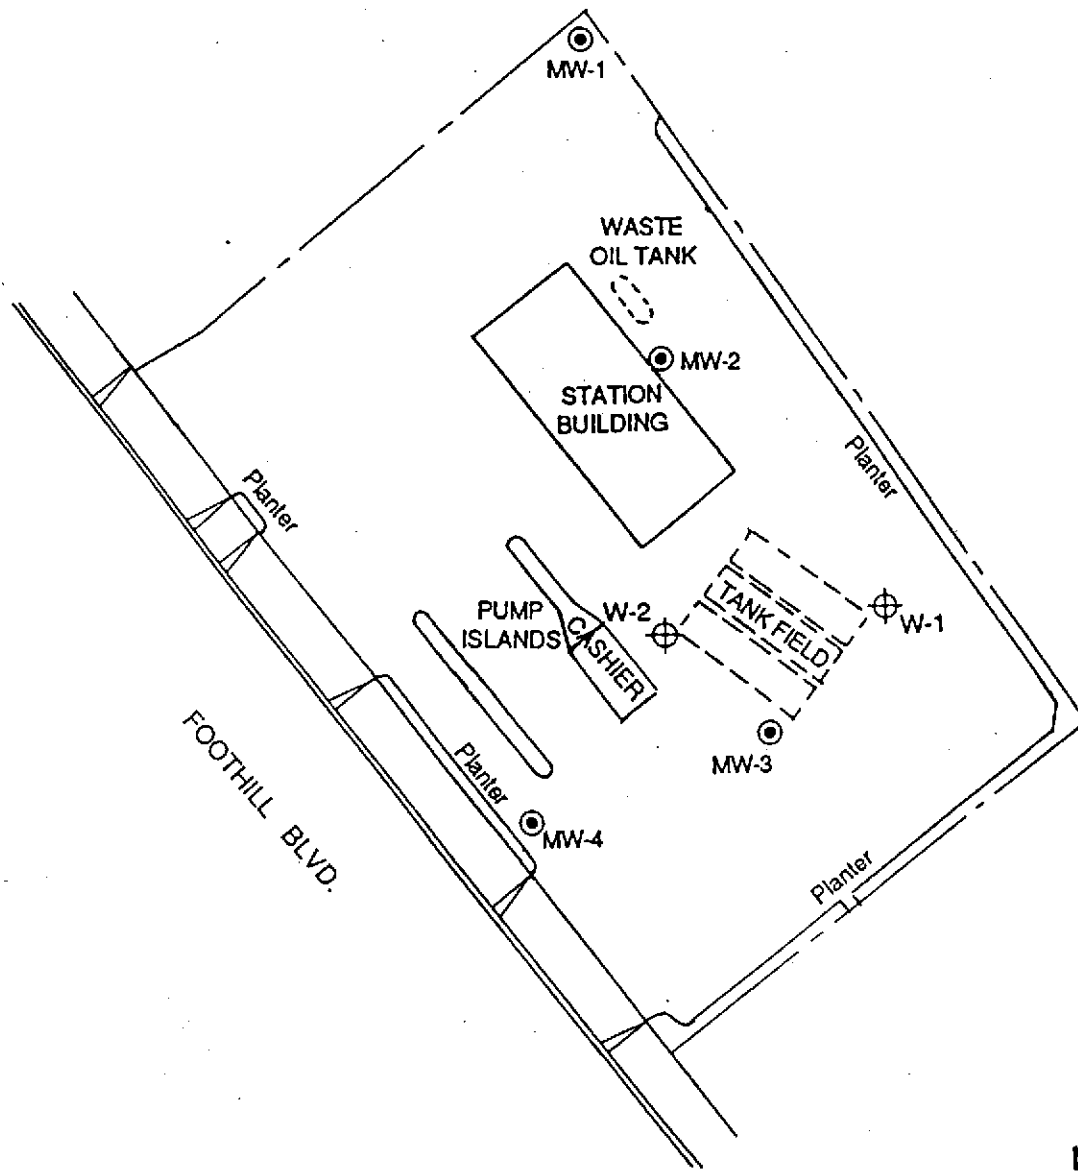 MW-1
WASTE
OIL TANK
MW-2
STATION
BUILDING
Planter
Planter
PUMP
ISLANDS
CASHIER
W-2
TANK FIELD
W-1
MW-3
Planter
MW-4
FOOTHILL BLVD.
Planter